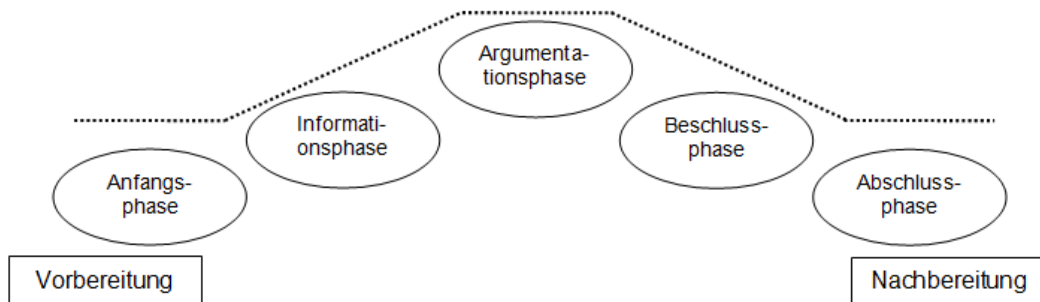 Argumenta-
tionsphase
Informati-
onsphase
Beschluss-
phase
Anfangs-
phase
Abschluss-
phase
Vorbereitung
Nachbereitung